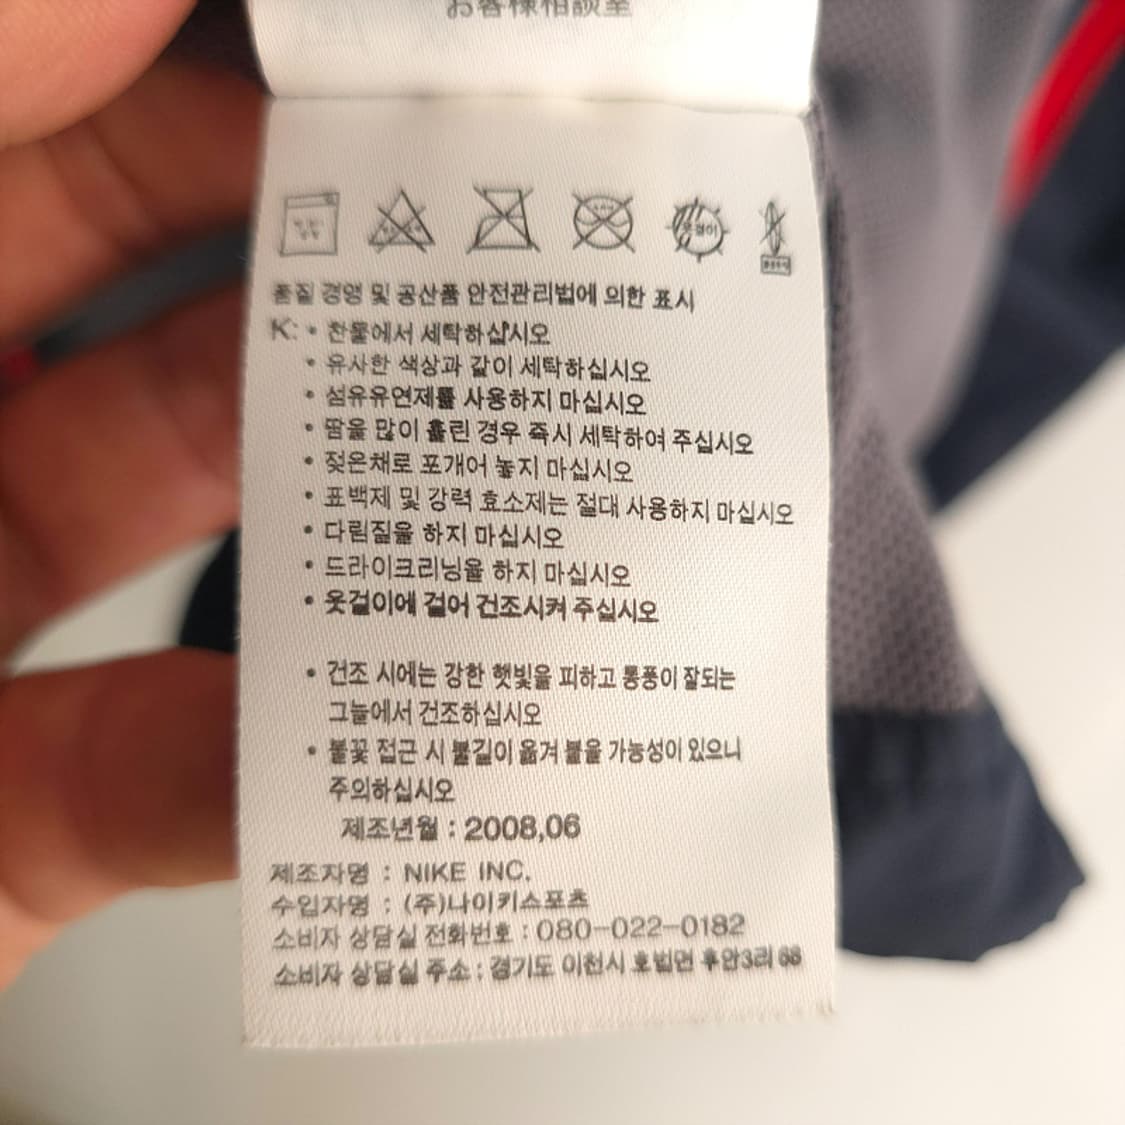 お客様相談室
옷걸이
품질 경영 및 공산품 안전관리법에 의한 표시
K: • 찬물에서 세탁하십시오
• 유사한 색상과 같이 세탁하십시오
• 섬유유연제를 사용하지 마십시오
• 땀을 많이 흘린 경우 즉시 세탁하여 주십시오
• 젖은채로 포개어 놓지 마십시오
• 표백제 및 강력 효소제는 절대 사용하지 마십시오
• 다림질을 하지 마십시오
• 드라이크리닝을 하지 마십시오
• 옷걸이에 걸어 건조시켜 주십시오
• 건조 시에는 강한 햇빛을 피하고 통풍이 잘되는
그늘에서 건조하십시오
• 불꽃 접근 시 불길이 옮겨 붙을 가능성이 있으니
주의하십시오
제조년월 : 2008.06
제조자명 : NIKE INC.
수입자명 : (주)나이키스포츠
소비자 상담실 전화번호 : 080-022-0182
소비자 상담실 주소 : 경기도 이천시 호법면 후안3리 68